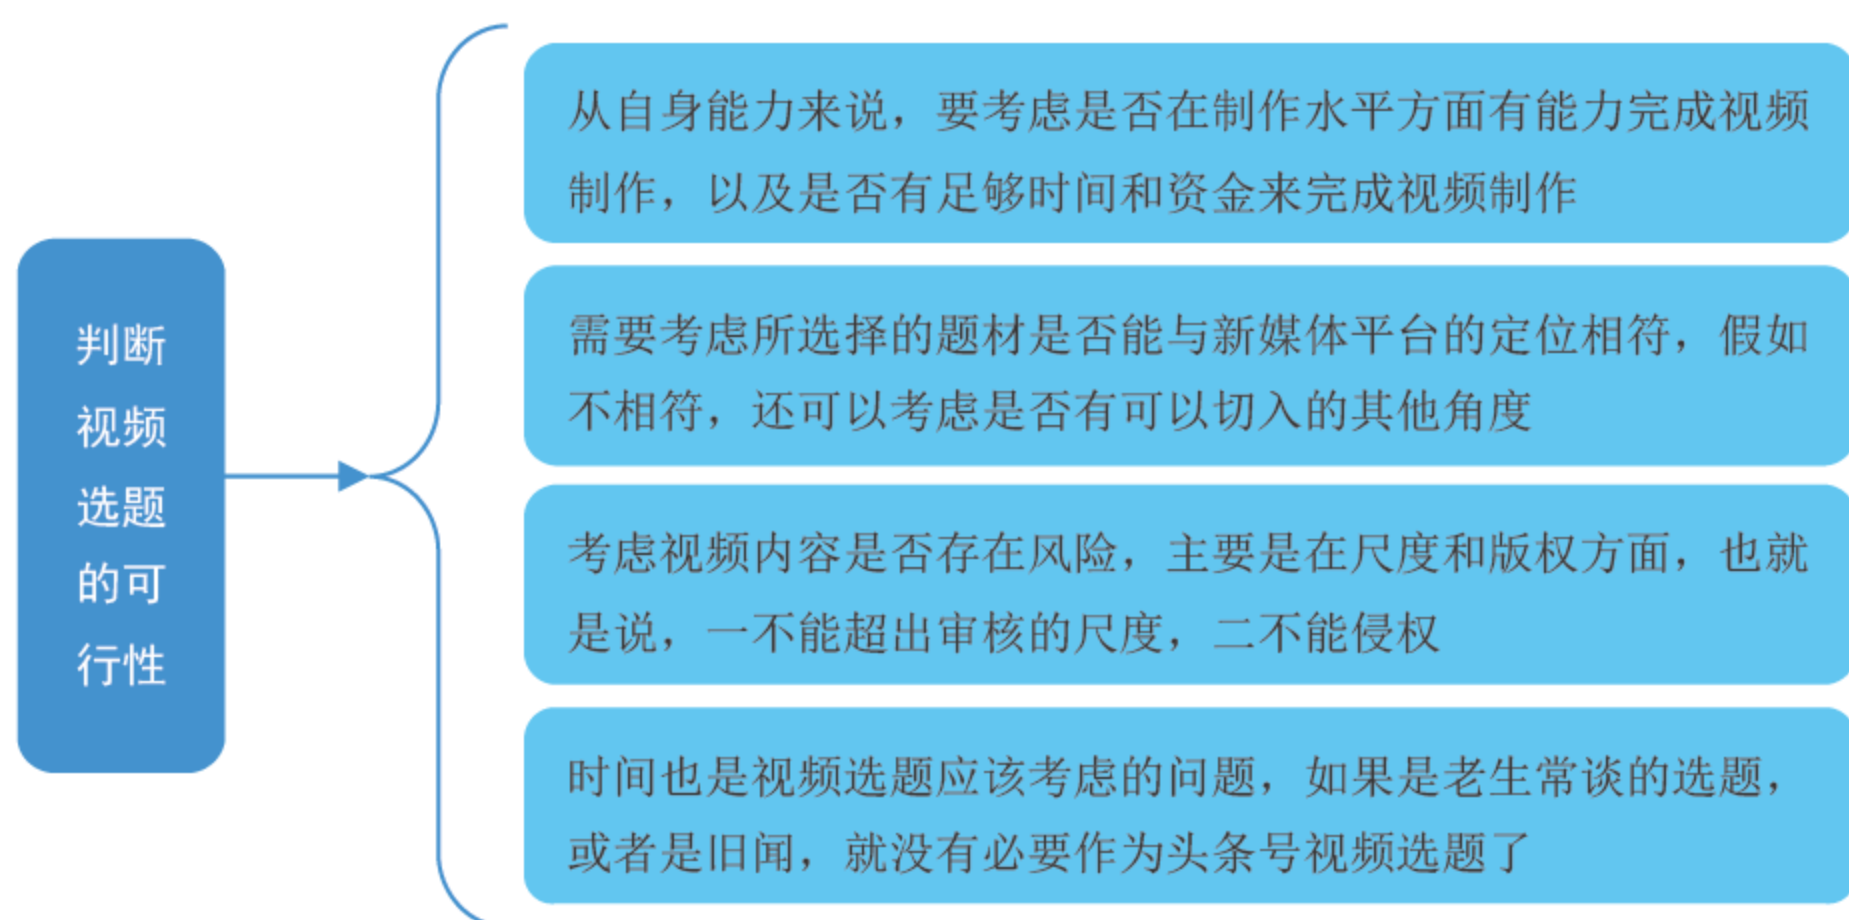 判断
视频
选题
的可
行性
从自身能力来说，要考虑是否在制作水平方面有能力完成视频
制作，以及是否有足够时间和资金来完成视频制作
需要考虑所选择的题材是否能与新媒体平台的定位相符，假如
不相符，还可以考虑是否有可以切入的其他角度
考虑视频内容是否存在风险，主要是在尺度和版权方面，也就
是说，一不能超出审核的尺度，二不能侵权
时间也是视频选题应该考虑的问题，如果是老生常谈的选题，
或者是旧闻，就没有必要作为头条号视频选题了